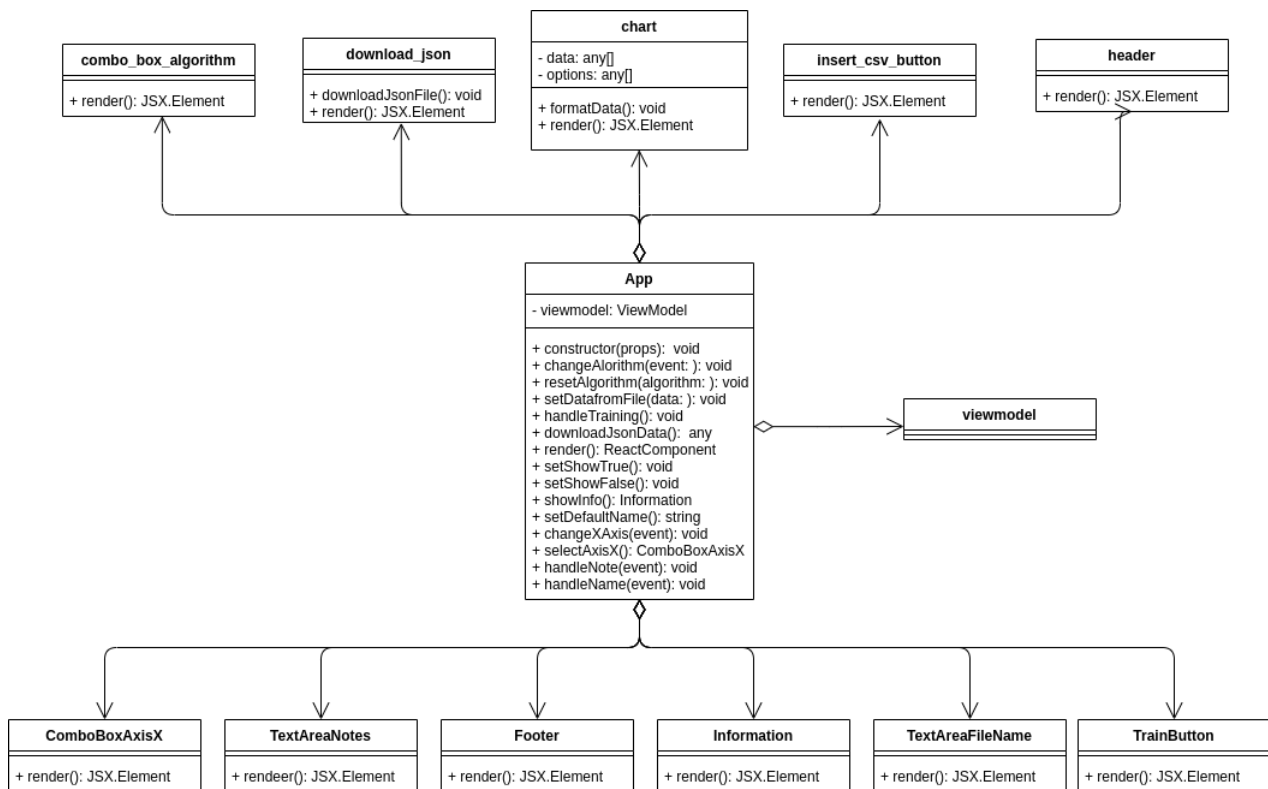 combo_box_algorithm
+ render(): JSX.Element
download_json
+ downloadJsonFile(): void
+ render(): JSX.Element
chart
- data: any[]
- options: any[]
+ formatData(): void
+ render(): JSX.Element
insert_csv_button
+ render(): JSX.Element
header
+ render(): JSX.Element
App
- viewmodel: ViewModel
+ constructor(props):  void
+ changeAlorithm(event: ): void
+ resetAlgorithm(algorithm: ): void
+ setDatafromFile(data: ): void
+ handleTraining(): void
+ downloadJsonData():  any
+ render(): ReactComponent
+ setShowTrue(): void
+ setShowFalse(): void
+ showInfo(): Information
+ setDefaultName(): string
+ changeXAxis(event): void
+ selectAxisX(): ComboBoxAxisX
+ handleNote(event): void
+ handleName(event): void
viewmodel
ComboBoxAxisX
+ render(): JSX.Element
TextAreaNotes
+ rendeer(): JSX.Element
Footer
+ render(): JSX.Element
Information
+ render(): JSX.Element
TextAreaFileName
+ render(): JSX.Element
TrainButton
+ render(): JSX.Element